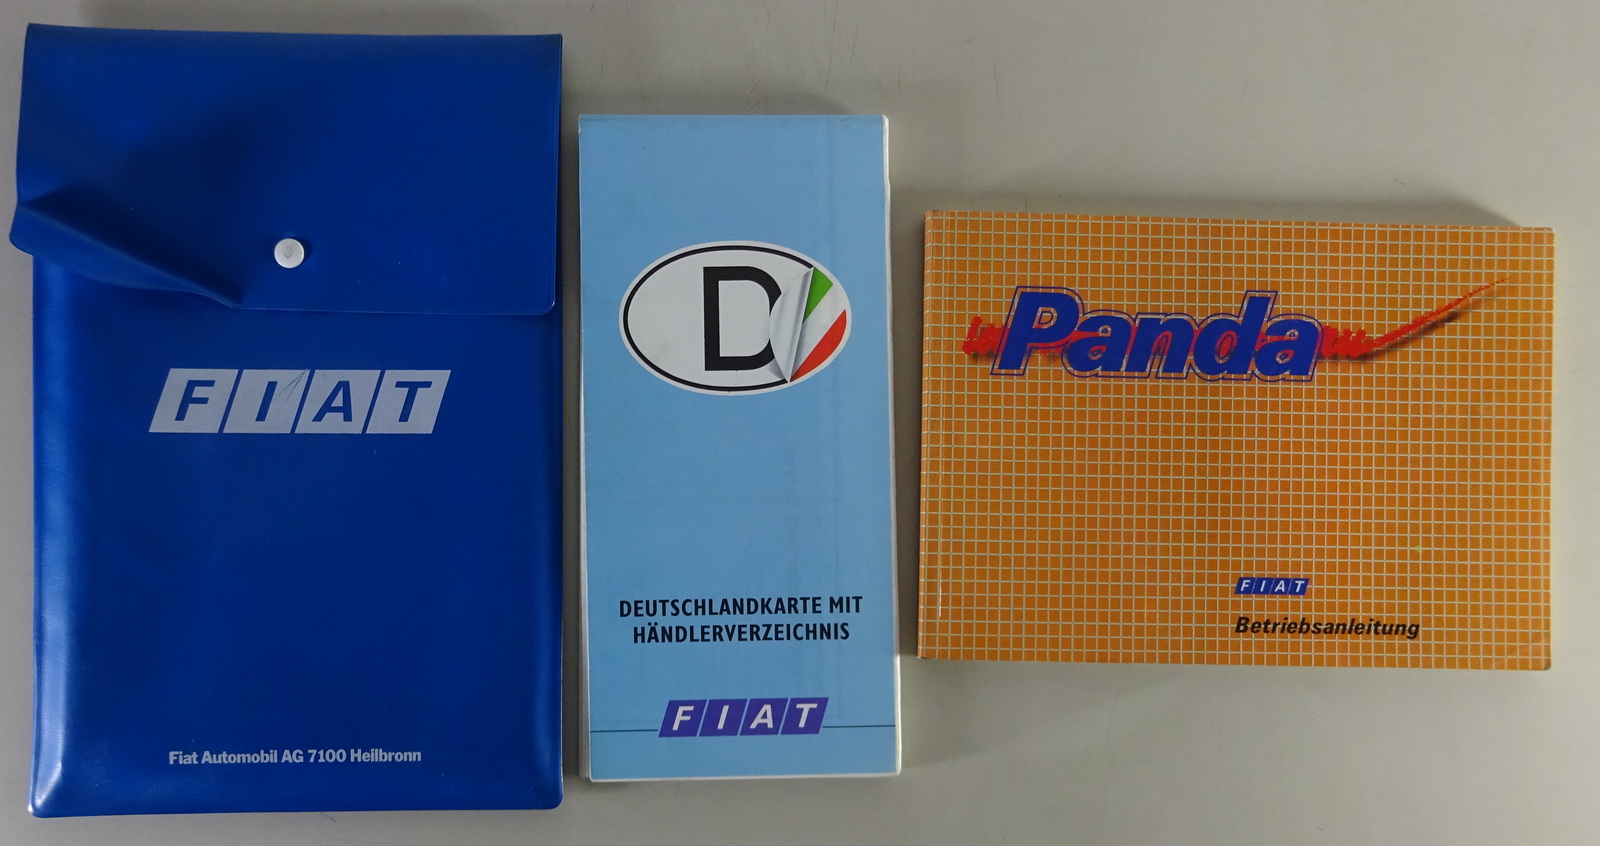 FIAT
Fiat Automobil AG 7100 Heilbronn
D
DEUTSCHLANDKARTE MIT
HÄNDLERVERZEICHNIS
FIAT
Panda
FIAT
Betriebsanleitung